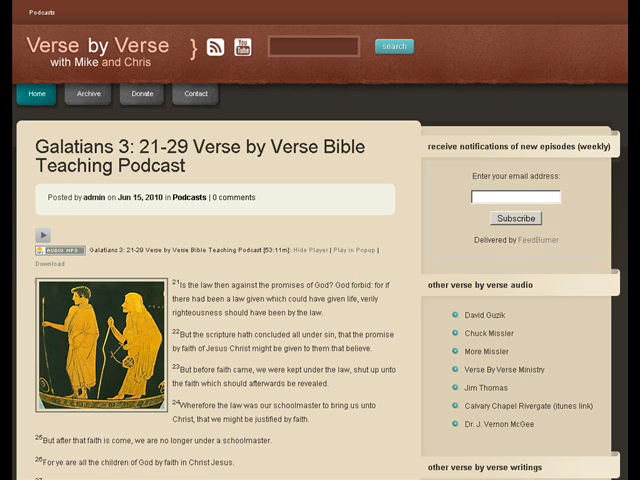 Podcasts
Verse by Verse
with Mike and Chris
}
You
Tube
search
Home
Archive
Donate
Contact
Galatians 3: 21-29 Verse by Verse Bible
Teaching Podcast
Posted by admin on Jun 15, 2010 in Podcasts | 0 comments
AUDIO MP3 Galatians 3: 21-29 Verse by Verse Bible Teaching Podcast [53:11m]: Hide Player | Play in Popup |
Download
21Is the law then against the promises of God? God forbid: for if
there had been a law given which could have given life, verily
righteousness should have been by the law.
22But the scripture hath concluded all under sin, that the promise
by faith of Jesus Christ might be given to them that believe.
23But before faith came, we were kept under the law, shut up unto
the faith which should afterwards be revealed.
24Wherefore the law was our schoolmaster to bring us unto
Christ, that we might be justified by faith.
25But after that faith is come, we are no longer under a schoolmaster.
26For ye are all the children of God by faith in Christ Jesus.
receive notifications of new episodes (weekly)
Enter your email address:
Subscribe
Delivered by FeedBurner
other verse by verse audio
David Guzik
Chuck Missler
More Missler
Verse By Verse Ministry
Jim Thomas
Calvary Chapel Rivergate (itunes link)
Dr. J. Vernon McGee
other verse by verse writings